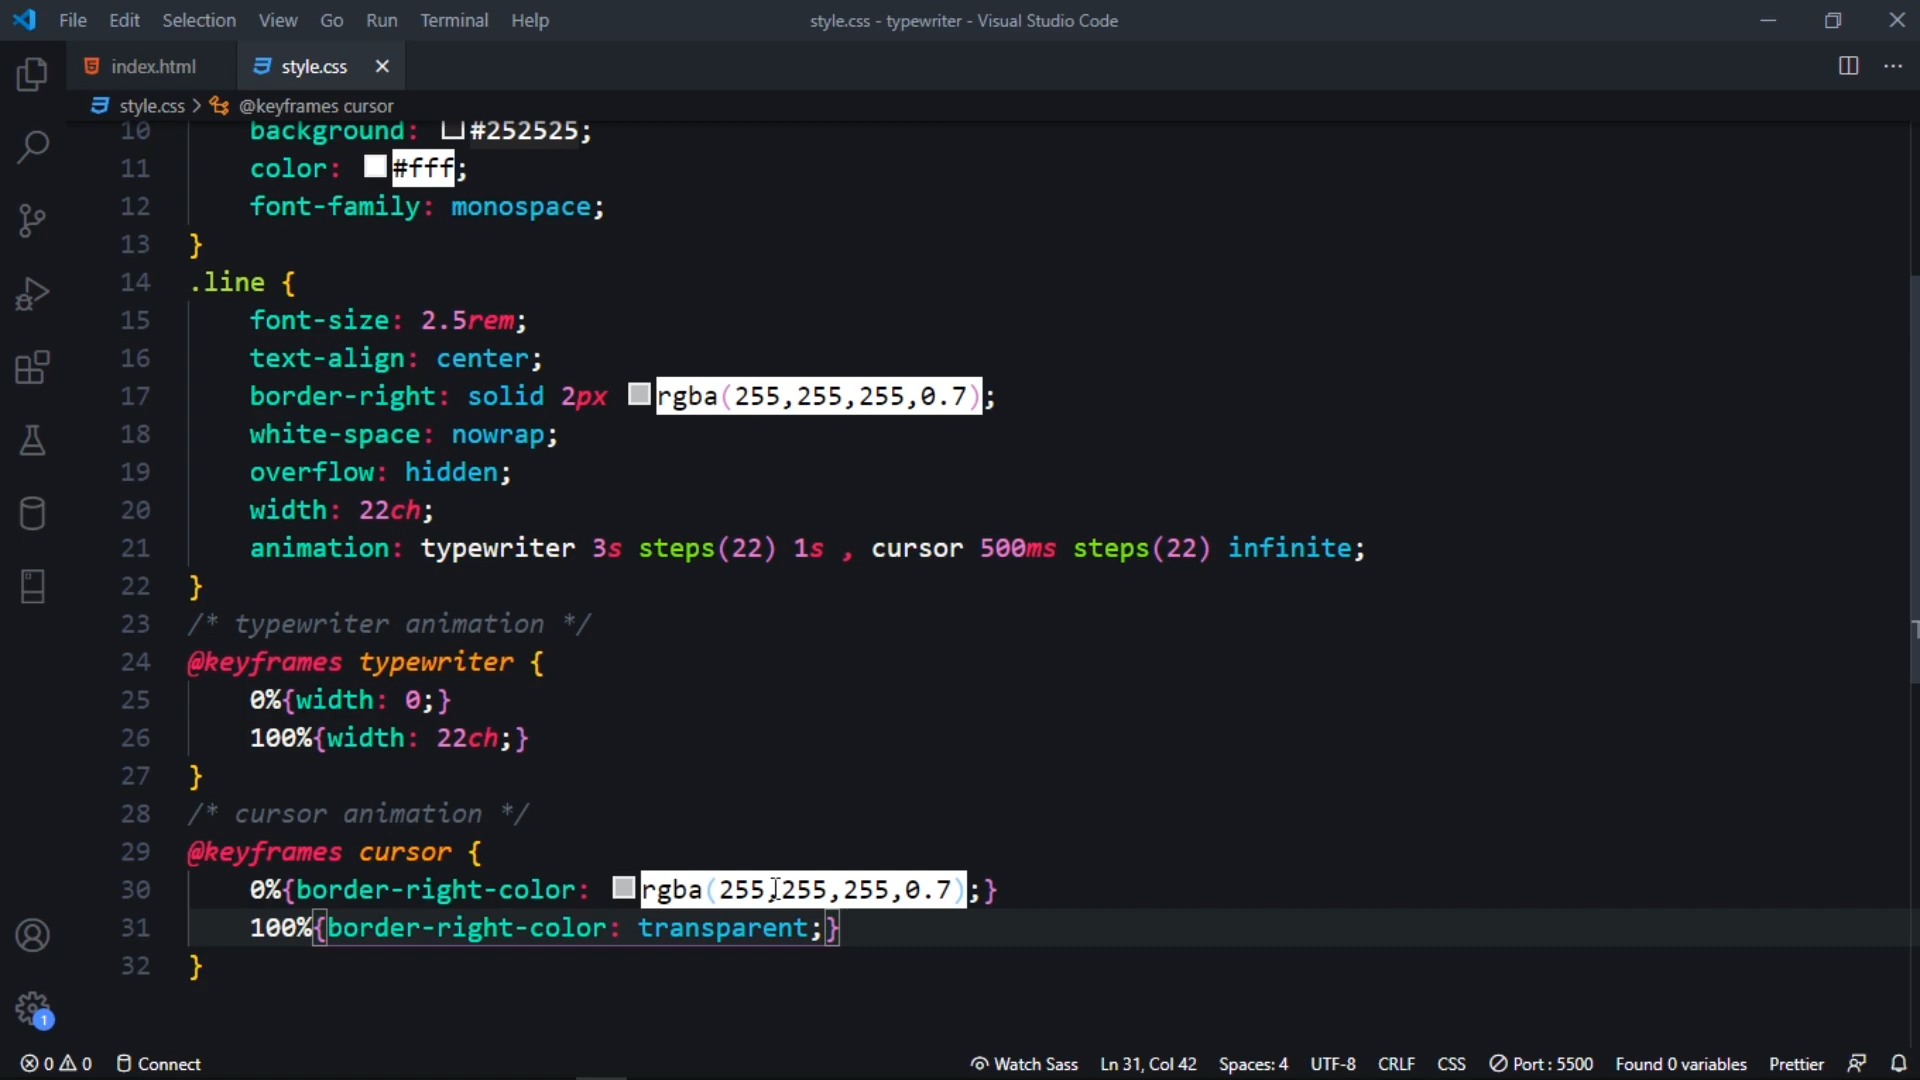 File Edit Selection View Go Run Terminal Help style.css - typewriter - Visual Studio Code
index.html style.css
style.css > @keyframes cursor
10 background: #252525;
11 color: #fff;
12 font-family: monospace;
13 }
14 .line {
15 font-size: 2.5rem;
16 text-align: center;
17 border-right: solid 2px rgba(255,255,255,0.7);
18 white-space: nowrap;
19 overflow: hidden;
20 width: 22ch;
21 animation: typewriter 3s steps(22) 1s , cursor 500ms steps(22) infinite;
22 }
23 /* typewriter animation */
24 @keyframes typewriter {
25 0%{width: 0;}
26 100%{width: 22ch;}
27 }
28 /* cursor animation */
29 @keyframes cursor {
30 0%{border-right-color: rgba(255,255,255,0.7);}
31 100%{border-right-color: transparent;}
32 }
1
0 0 Connect Watch Sass Ln 31, Col 42 Spaces: 4 UTF-8 CRLF CSS Port : 5500 Found 0 variables Prettier